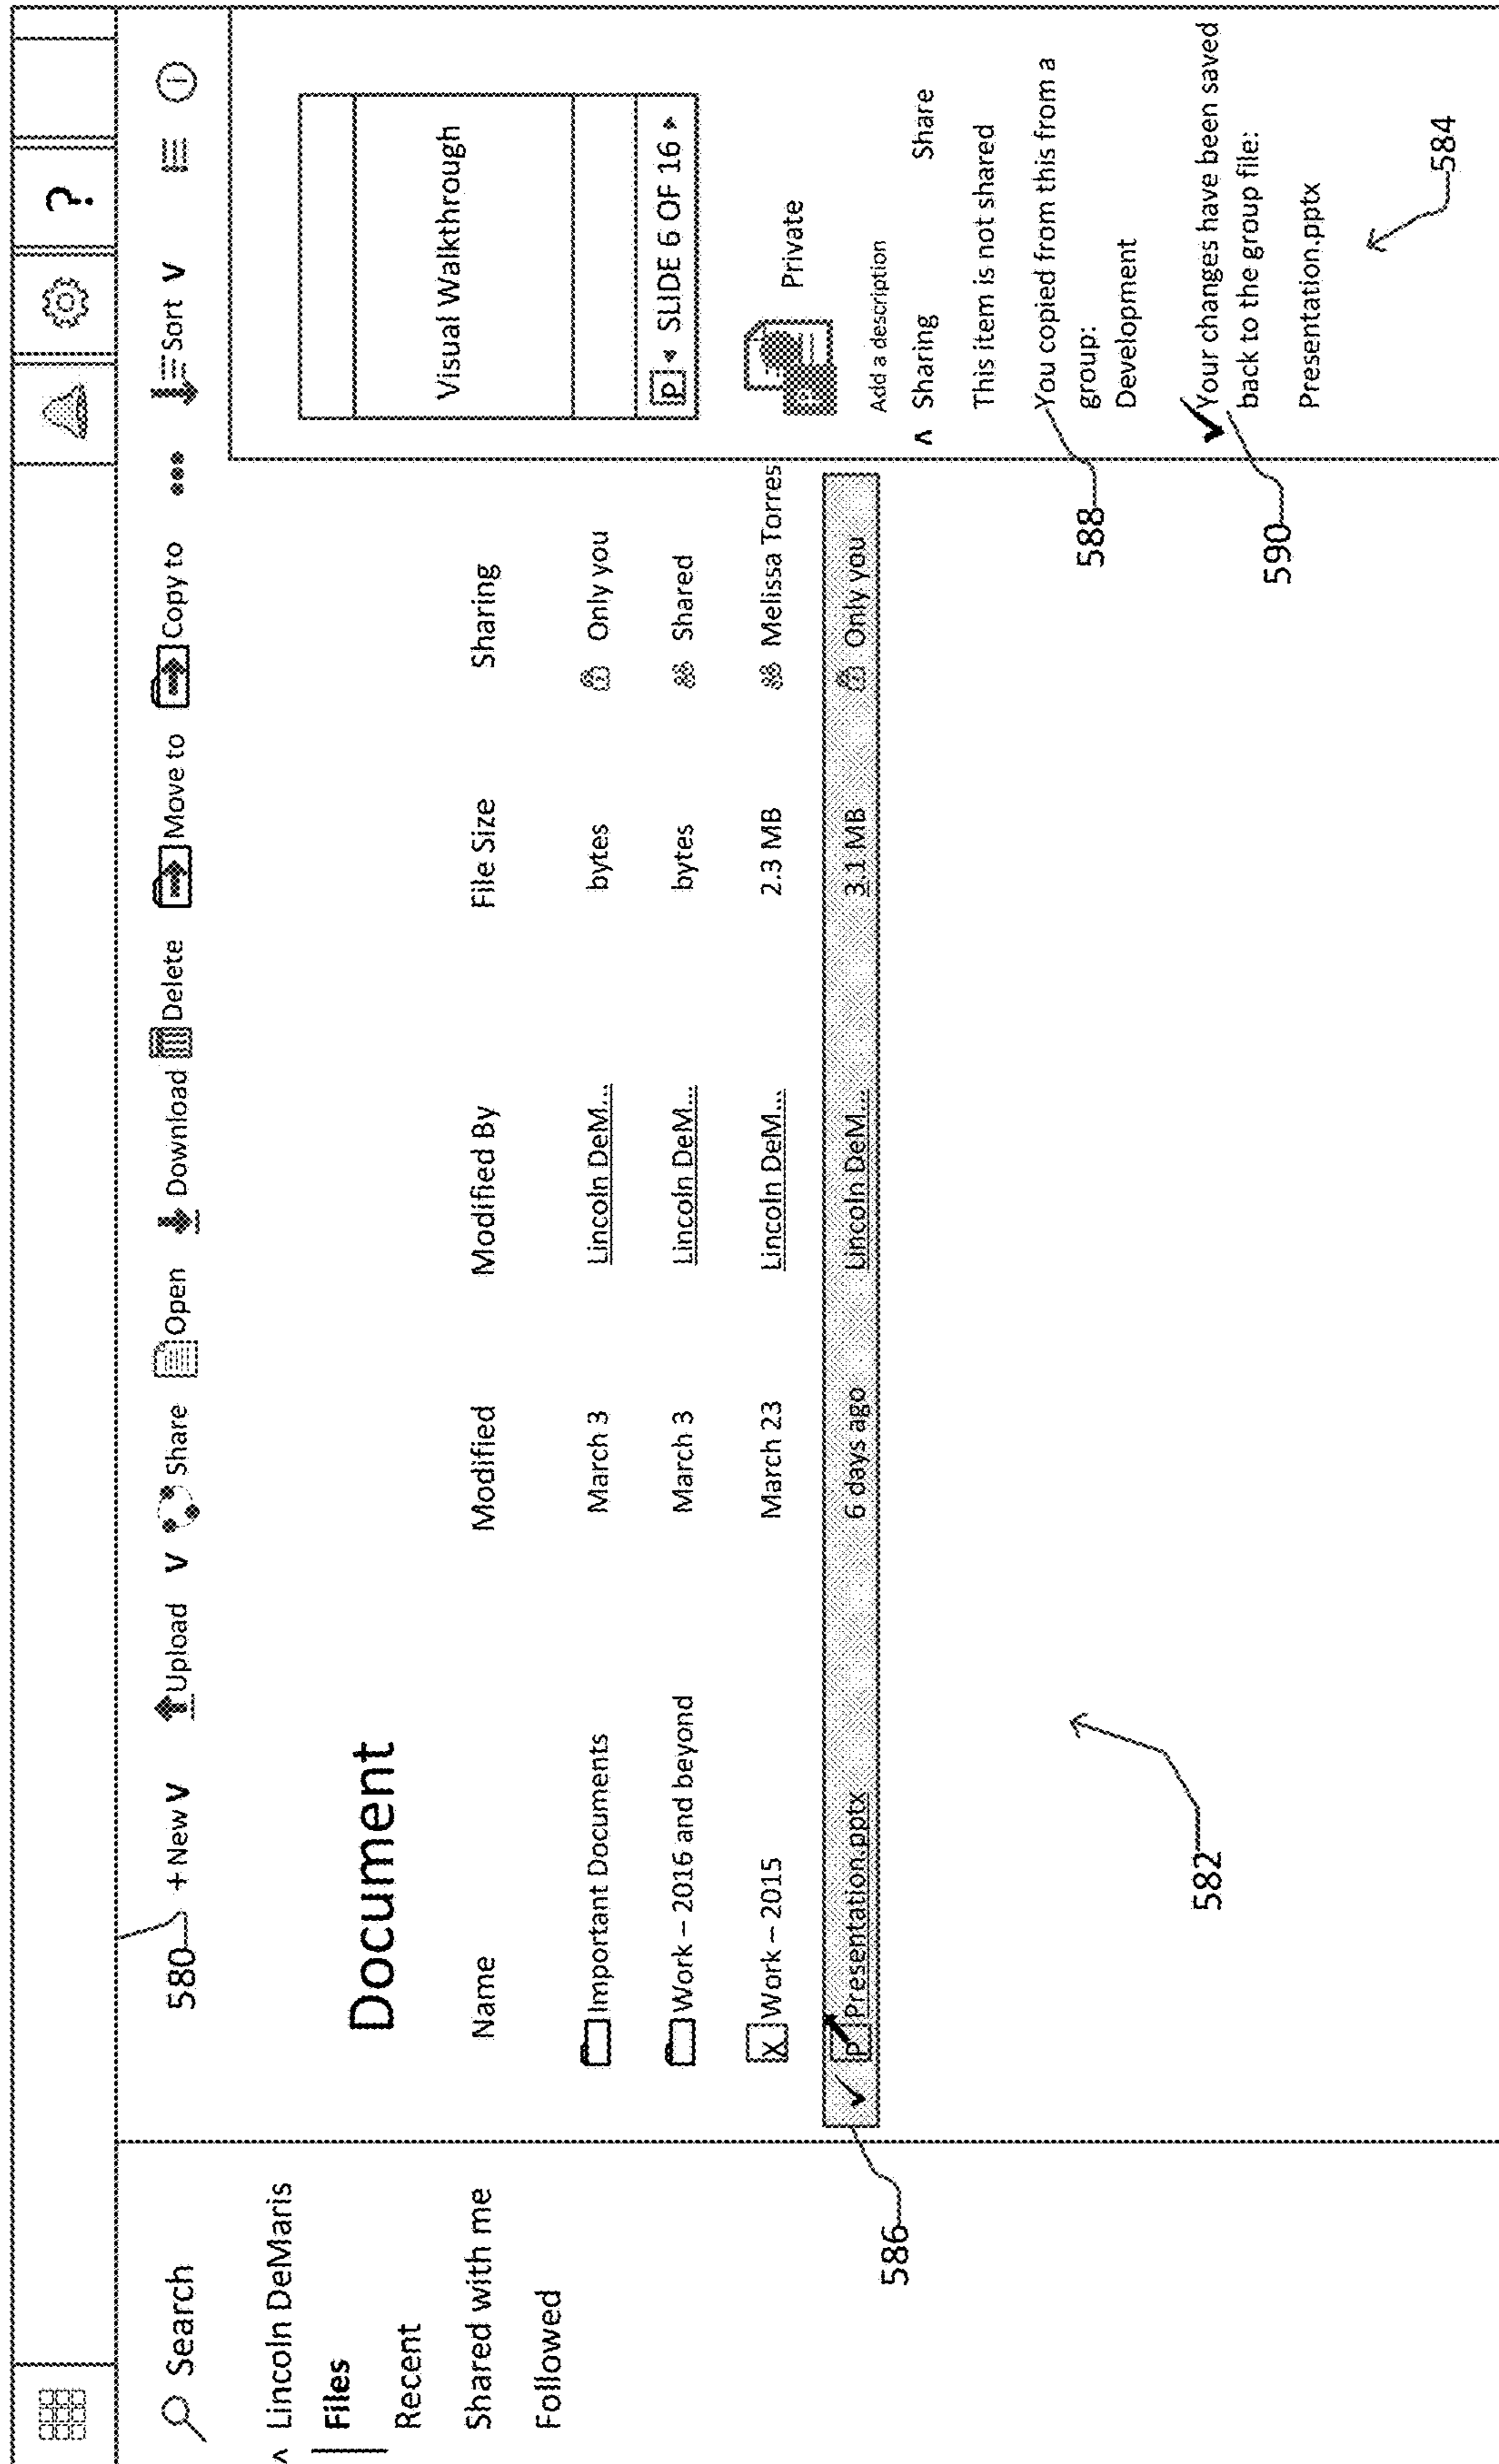 ?
Search
580 + New V Upload V Share Open Download Delete Move to Copy to ... Sort V i
^ Lincoln DeMaris
Files
Recent
Shared with me
Followed
Document
Name Modified Modified By File Size Sharing
Important Documents March 3 Lincoln DeM... bytes Only you
Work – 2016 and beyond March 3 Lincoln DeM... bytes Shared
X Work – 2015 March 23 Lincoln DeM... 2.3 MB Melissa Torres
P Presentation.pptx 6 days ago Lincoln DeM... 3.1 MB Only you
586
582
Visual Walkthrough
P SLIDE 6 OF 16
Private
Add a description
^ Sharing Share
This item is not shared
You copied from this from a
group:
Development
588
Your changes have been saved
back to the group file:
590
Presentation.pptx
584